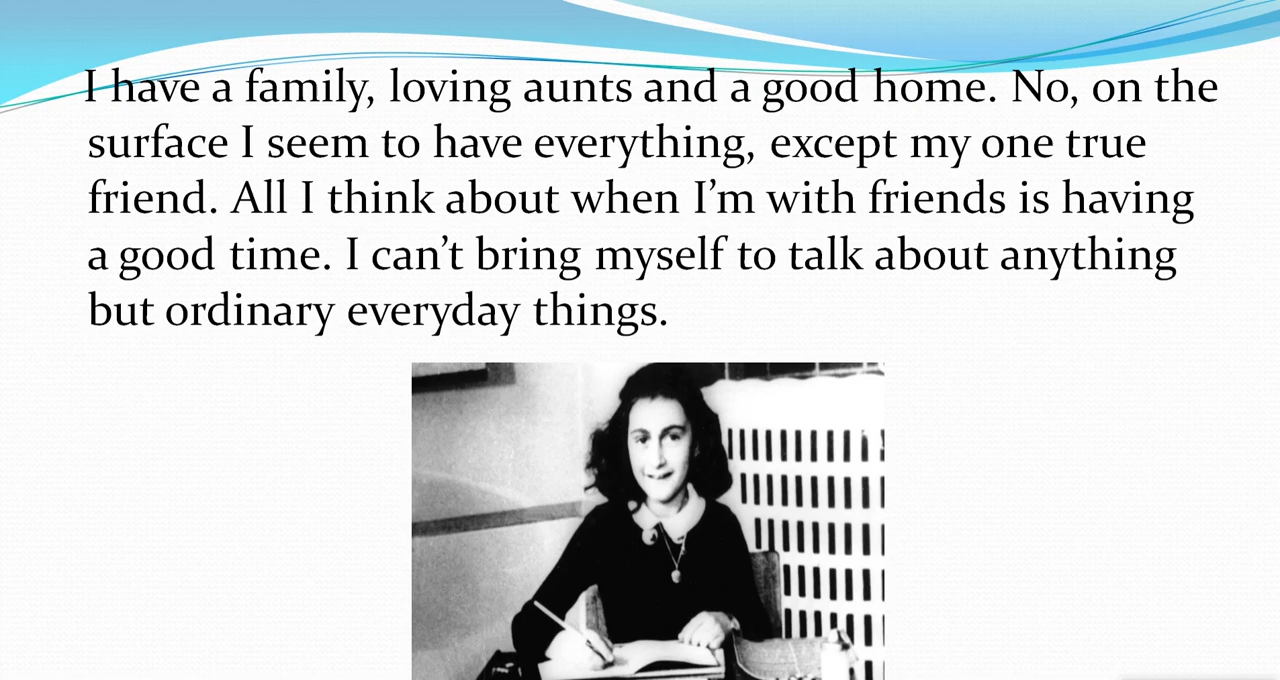 I have a family, loving aunts and a good home. No, on the
surface I seem to have everything, except my one true
friend. All I think about when I’m with friends is having
a good time. I can’t bring myself to talk about anything
but ordinary everyday things.